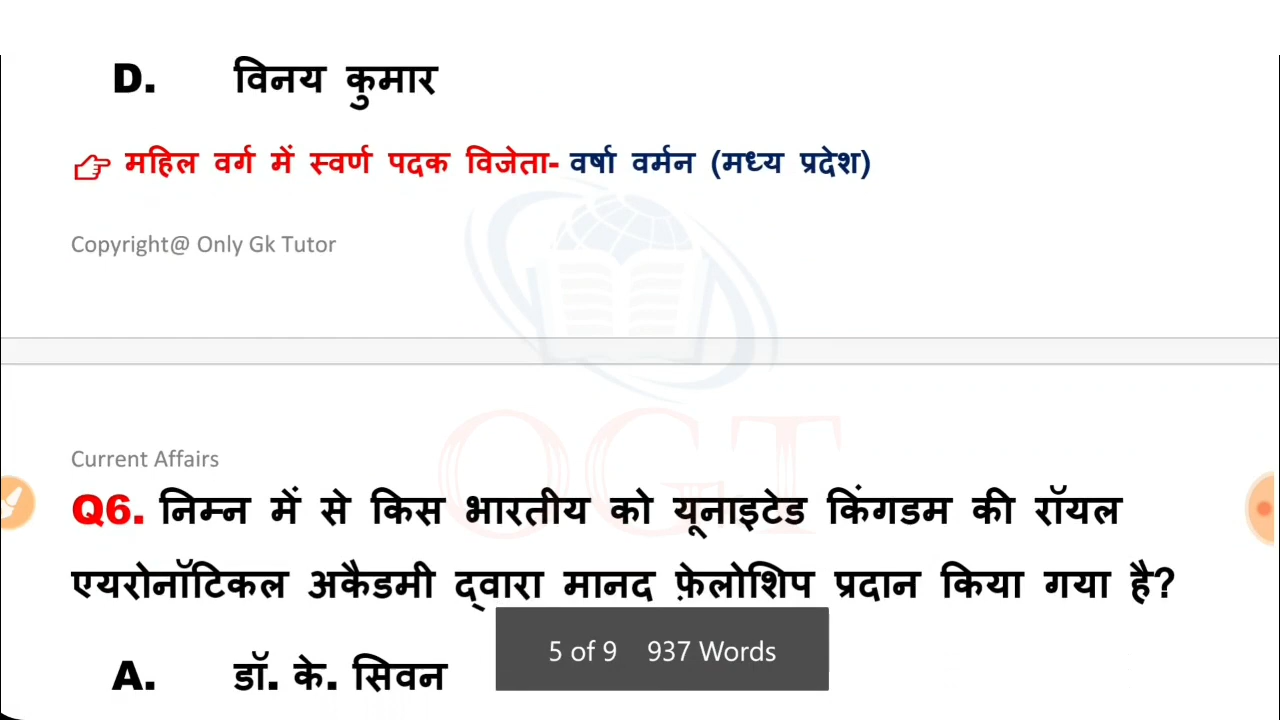 D. विनय कुमार
महिल वर्ग में स्वर्ण पदक विजेता- वर्षा वर्मन (मध्य प्रदेश)
Copyright@ Only Gk Tutor
OGT
Current Affairs
Q6. निम्न में से किस भारतीय को यूनाइटेड किंगडम की रॉयल
एयरोनॉटिकल अकैडमी द्वारा मानद फ़ेलोशिप प्रदान किया गया है?
5 of 9 937 Words
A. डॉ. के. सिवन